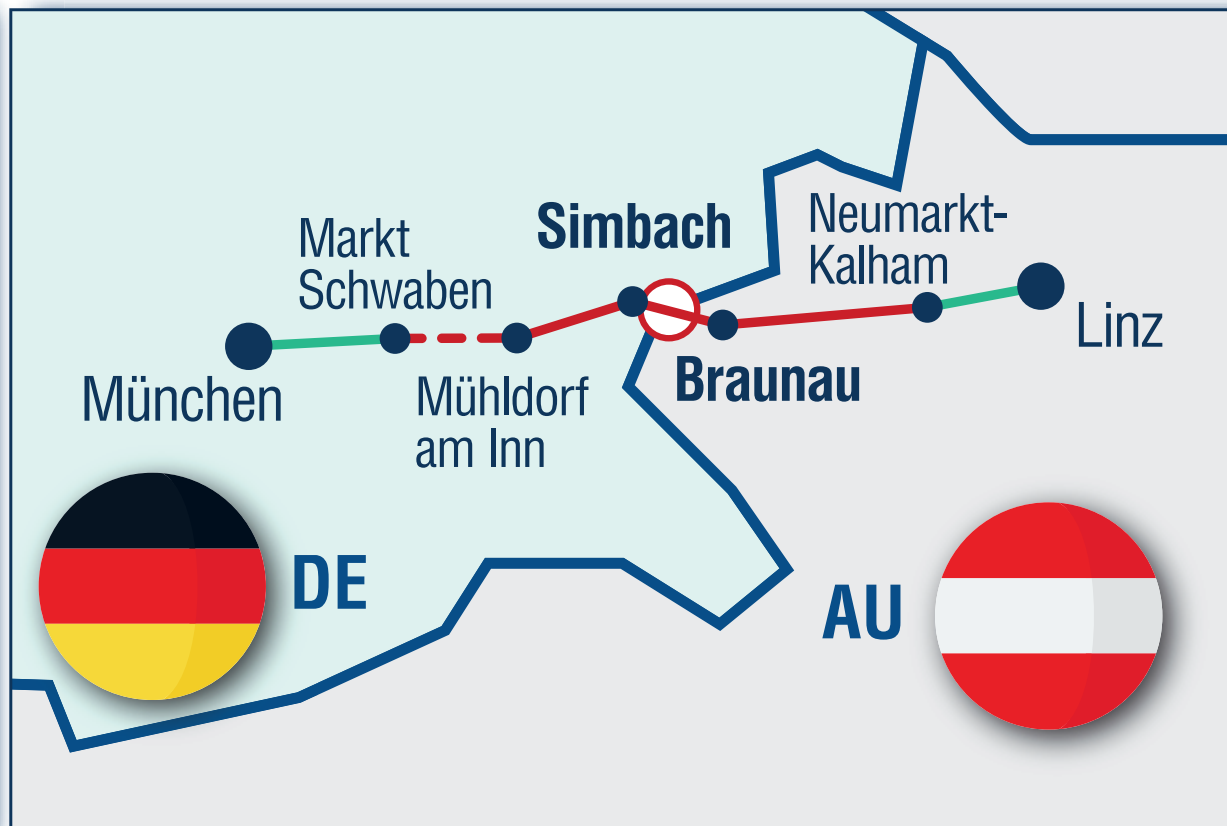 Markt
Schwaben
Simbach
Neumarkt-
Kalham
München
Mühldorf
am Inn
Braunau
Linz
DE
AU